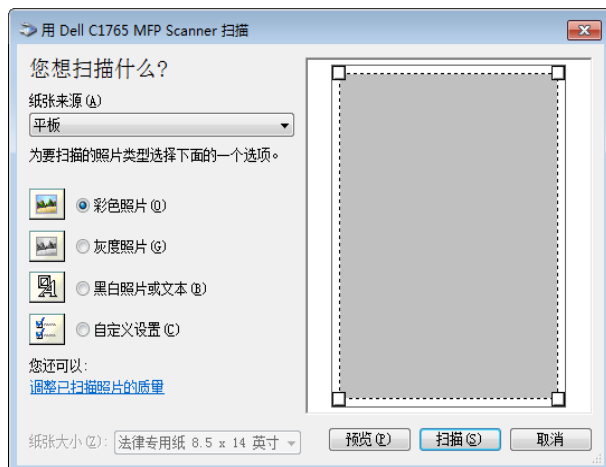 用 Dell C1765 MFP Scanner 扫描
您想扫描什么?
纸张来源(A)
平板
为要扫描的照片类型选择下面的一个选项。
彩色照片(O)
灰度照片(G)
黑白照片或文本(B)
自定义设置(C)
您还可以:
调整已扫描照片的质量
纸张大小(Z): 法律专用纸 8.5 x 14 英寸
预览(P) 扫描(S) 取消